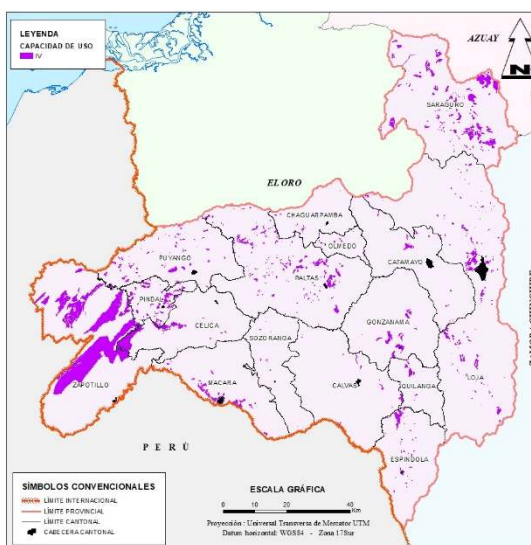 LEYENDA
CAPACIDAD DE USO
IV
AZUAY
N
SARAGURO
EL ORO
CHAGUARPAMBA
OLMEDO
PUYANGO
CATAMAYO
PALTAS
PINDAL
CELICA
GONZANAMA
SOZORANGA
ZAPOTILLO
MACARA
CALVAS
QUILANGA
LOJA
ESPINDOLA
PERÚ
SÍMBOLOS CONVENCIONALES
LÍMITE INTERNACIONAL
LÍMITE PROVINCIAL
LÍMITE CANTONAL
CABECERA CANTONAL
ESCALA GRÁFICA
0 10 20 40
Km
Proyección : Universal Transversa de Mercator UTM
Datum horizontal: WGS84 - Zona 17Sur